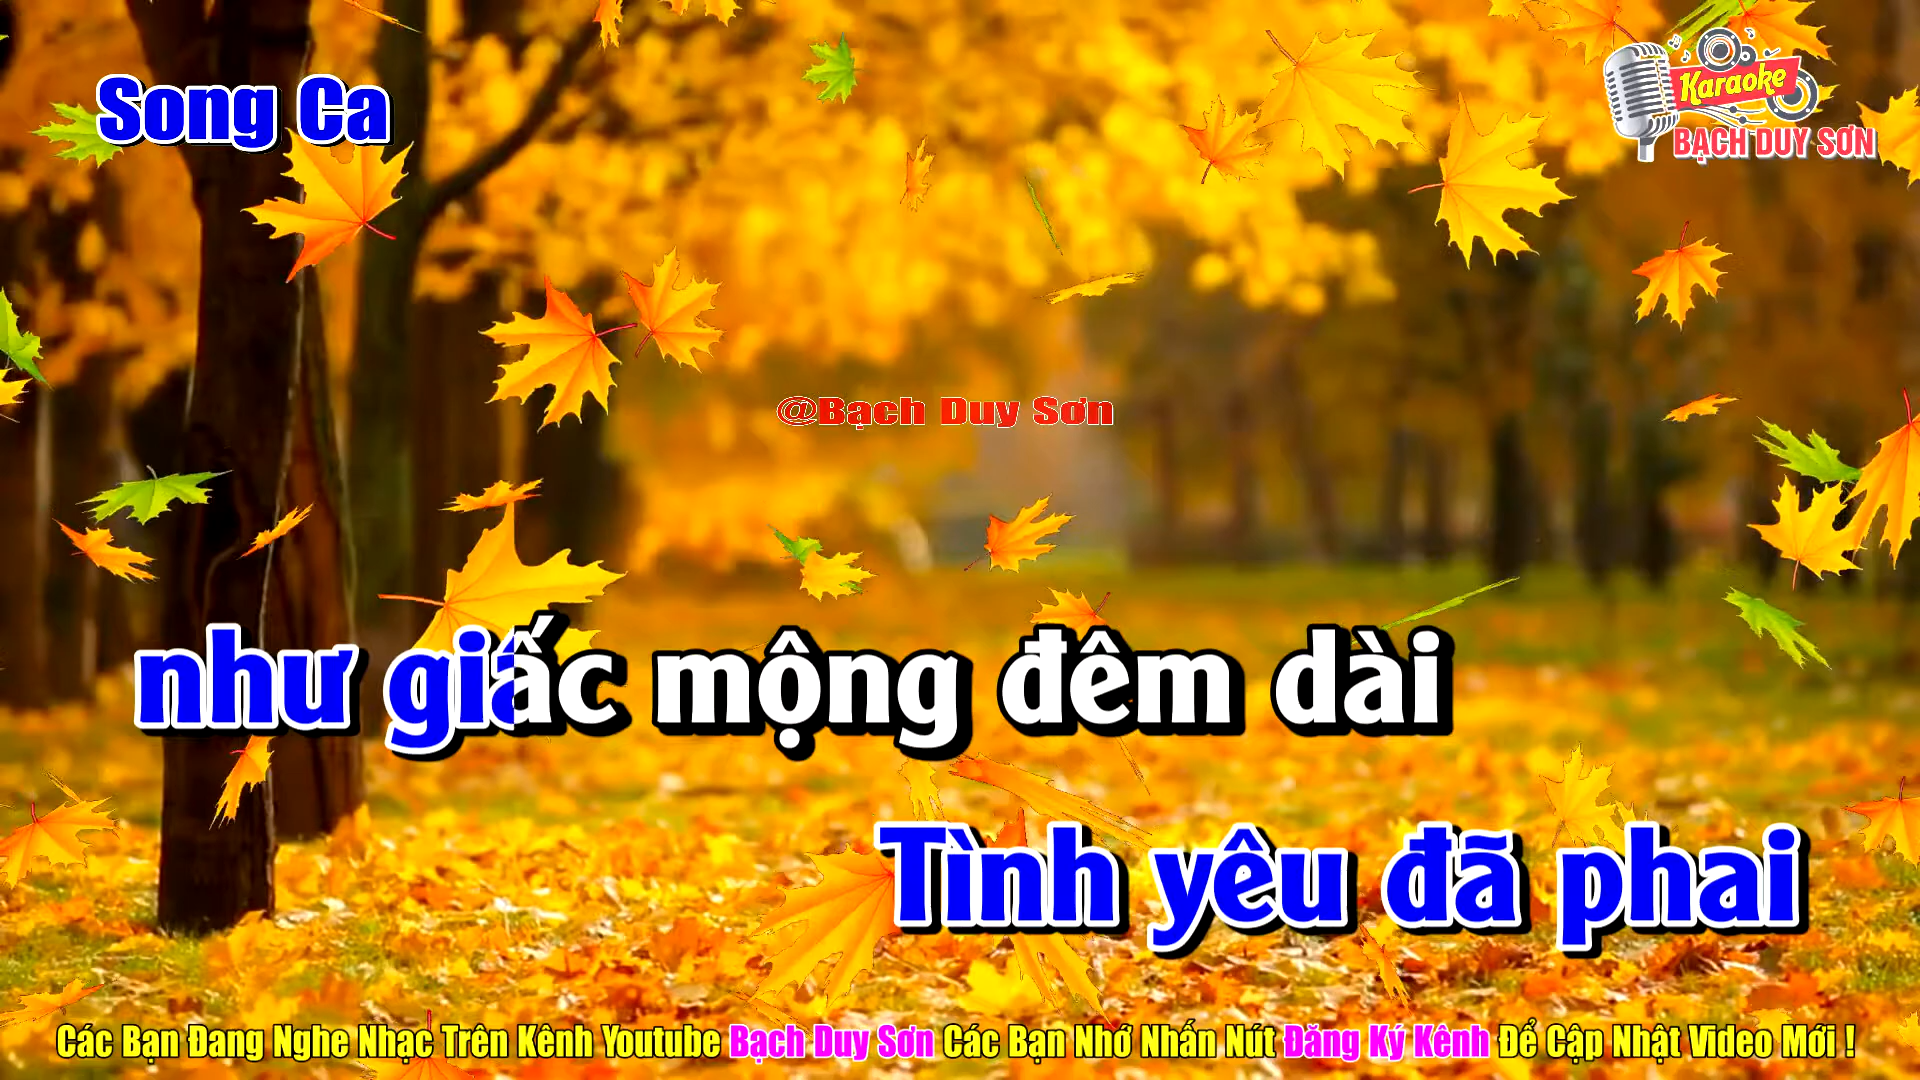 Song Ca
Karaoke
BẠCH DUY SƠN
@Bạch Duy Sơn
như giấc mộng đêm dài
Tình yêu đã phai
Các Bạn Đang Nghe Nhạc Trên Kênh Youtube Bạch Duy Sơn Các Bạn Nhớ Nhấn Nút Đăng Ký Kênh Để Cập Nhật Video Mới !